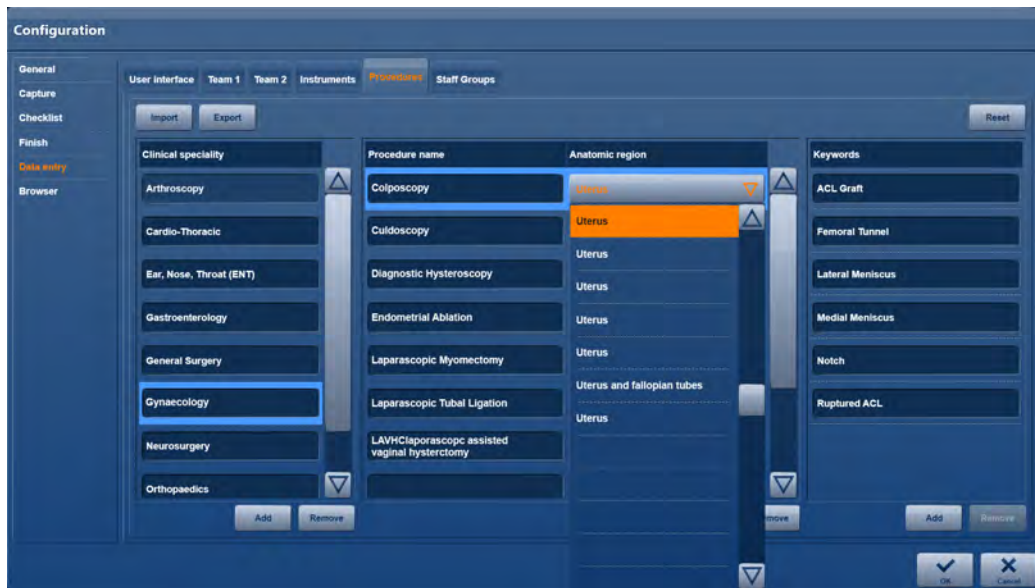 Configuration
General
Capture
Checklist
Finish
Data entry
Browser
User interface Team 1 Team 2 Instruments Procedures Staff Groups
Import Export Reset
Clinical speciality
Arthroscopy
Cardio-Thoracic
Ear, Nose, Throat (ENT)
Gastroenterology
General Surgery
Gynaecology
Neurosurgery
Orthopaedics
Add Remove
Procedure name Anatomic region
Colposcopy Uterus
Culdoscopy
Diagnostic Hysteroscopy
Endometrial Ablation
Laparascopic Myomectomy
Laparascopic Tubal Ligation
LAVHClaporascopc assisted
vaginal hysterctomy
Uterus
Uterus
Uterus
Uterus
Uterus
Uterus and fallopian tubes
Uterus
move
Keywords
ACL Graft
Femoral Tunnel
Lateral Meniscus
Medial Meniscus
Notch
Ruptured ACL
Add Remove
OK Cancel